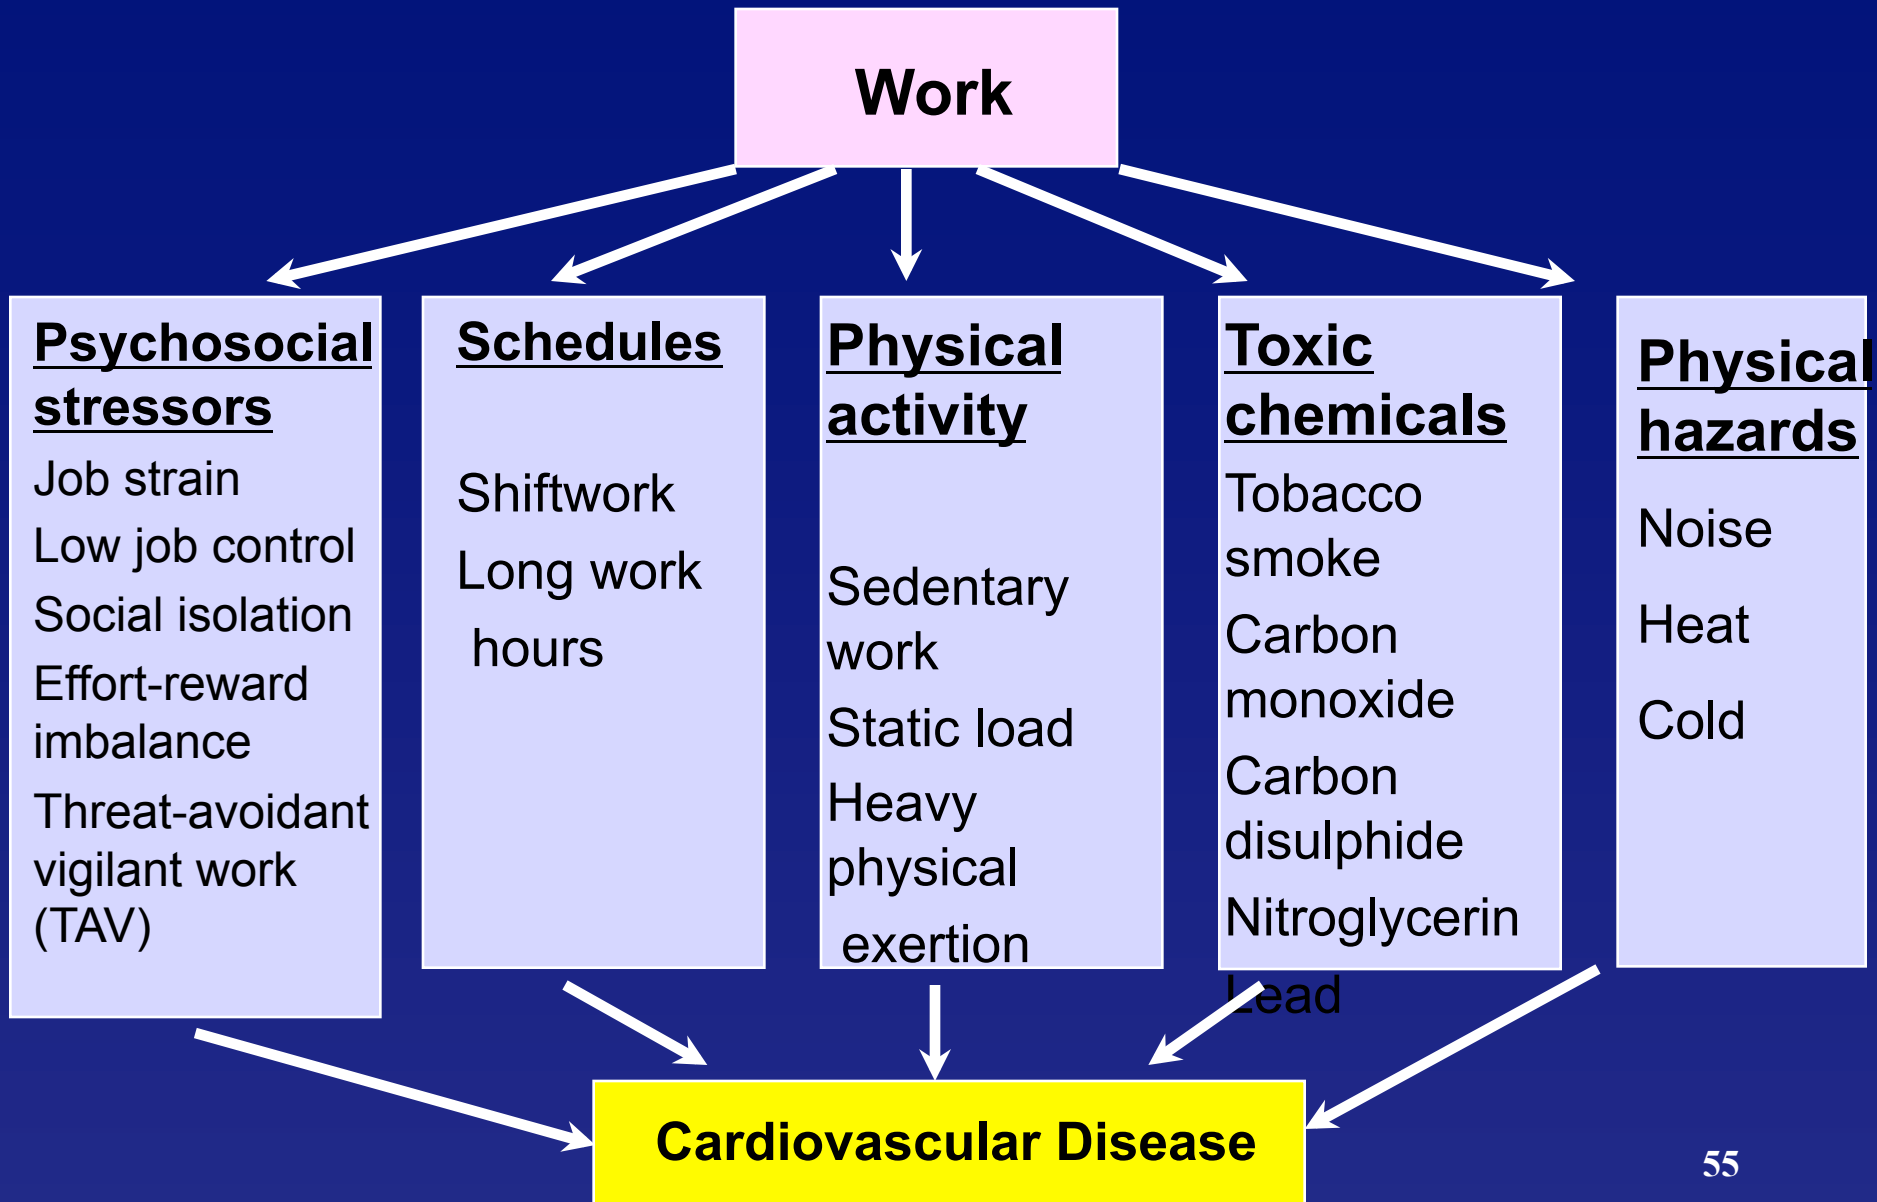 Work
Psychosocial
stressors
Job strain
Low job control
Social isolation
Effort-reward
imbalance
Threat-avoidant
vigilant work
(TAV)
Schedules
Shiftwork
Long work
hours
Physical
activity
Sedentary
work
Static load
Heavy
physical
exertion
Toxic
chemicals
Tobacco
smoke
Carbon
monoxide
Carbon
disulphide
Nitroglycerin
Lead
Physical
hazards
Noise
Heat
Cold
Cardiovascular Disease
55